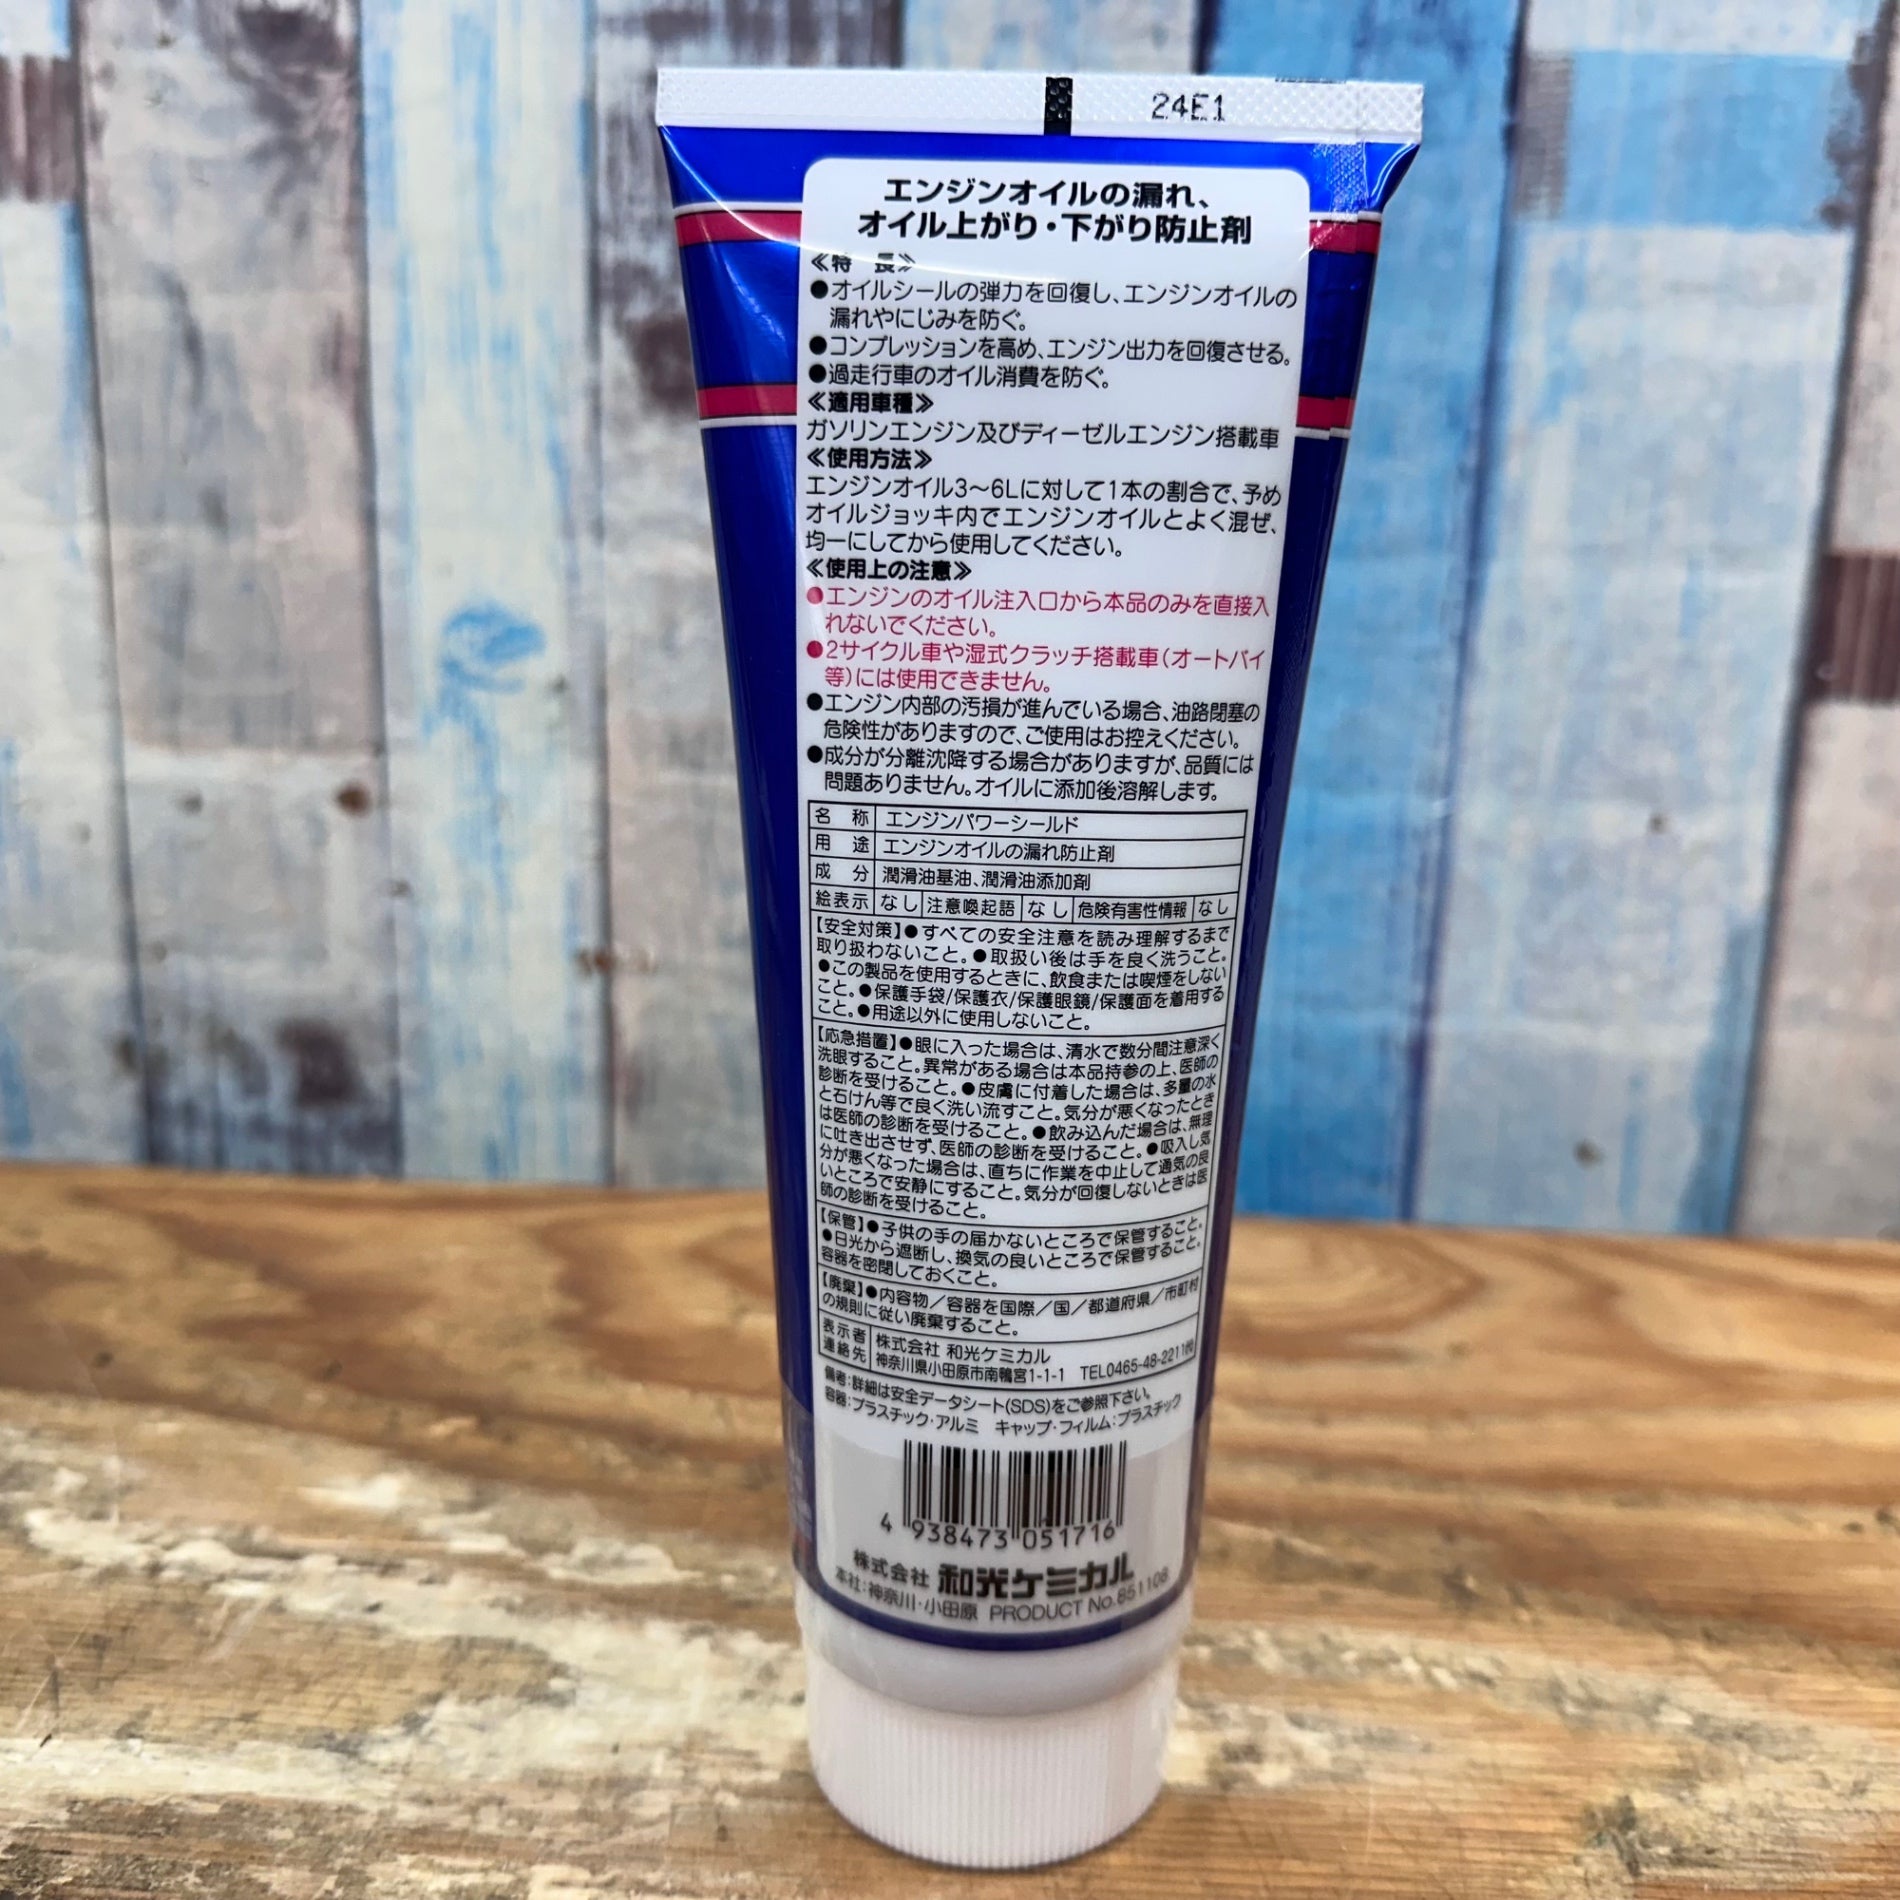 24E1
エンジンオイルの漏れ、
オイル上がり・下がり防止剤
≪特 長≫
●オイルシールの弾力を回復し、エンジンオイルの
漏れやにじみを防ぐ。
●コンプレッションを高め、エンジン出力を回復させる。
●過走行車のオイル消費を防ぐ。
≪適用車種≫
ガソリンエンジン及びディーゼルエンジン搭載車
≪使用方法≫
エンジンオイル3〜6Lに対して1本の割合で、予め
オイルジョッキ内でエンジンオイルとよく混ぜ、
均一にしてから使用してください。
≪使用上の注意≫
●エンジンのオイル注入口から本品のみを直接入
れないでください。
●2サイクル車や湿式クラッチ搭載車(オートバイ
等)には使用できません。
●エンジン内部の汚損が進んでいる場合、油路閉塞の
危険性がありますので、ご使用はお控えください。
●成分が分離沈降する場合がありますが、品質には
問題ありません。オイルに添加後溶解します。
名 称 エンジンパワーシールド
用 途 エンジンオイルの漏れ防止剤
成 分 潤滑油基油、潤滑油添加剤
絵表示 なし 注意喚起語 なし 危険有害性情報 なし
【安全対策】●すべての安全注意を読み理解するまで
取り扱わないこと。●取扱い後は手を良く洗うこと。
●この製品を使用するときに、飲食または喫煙をしない
こと。●保護手袋/保護衣/保護眼鏡/保護面を着用する
こと。●用途以外に使用しないこと。
【応急措置】●眼に入った場合は、清水で数分間注意深く
洗眼すること。異常がある場合は本品持参の上、医師の
診断を受けること。●皮膚に付着した場合は、多量の水
と石けん等で良く洗い流すこと。気分が悪くなったとき
は医師の診断を受けること。●飲み込んだ場合は、無理
に吐き出させず、医師の診断を受けること。●吸入し気
分が悪くなった場合は、直ちに作業を中止して通気の良
いところで安静にすること。気分が回復しないときは医
師の診断を受けること。
【保管】●子供の手の届かないところで保管すること。
●日光から遮断し、換気の良いところで保管すること。
容器を密閉しておくこと。
【廃棄】●内容物/容器を国際/国/都道府県/市町村
の規則に従い廃棄すること。
表示者 株式会社 和光ケミカル
連絡先 神奈川県小田原市南鴨宮1-1-1 TEL0465-48-2211㈹
備考:詳細は安全データシート(SDS)をご参照下さい。
容器:プラスチック・アルミ キャップ・フィルム:プラスチック
4 938473 051716
株式会社 和光ケミカル
本社:神奈川・小田原 PRODUCT No.851108